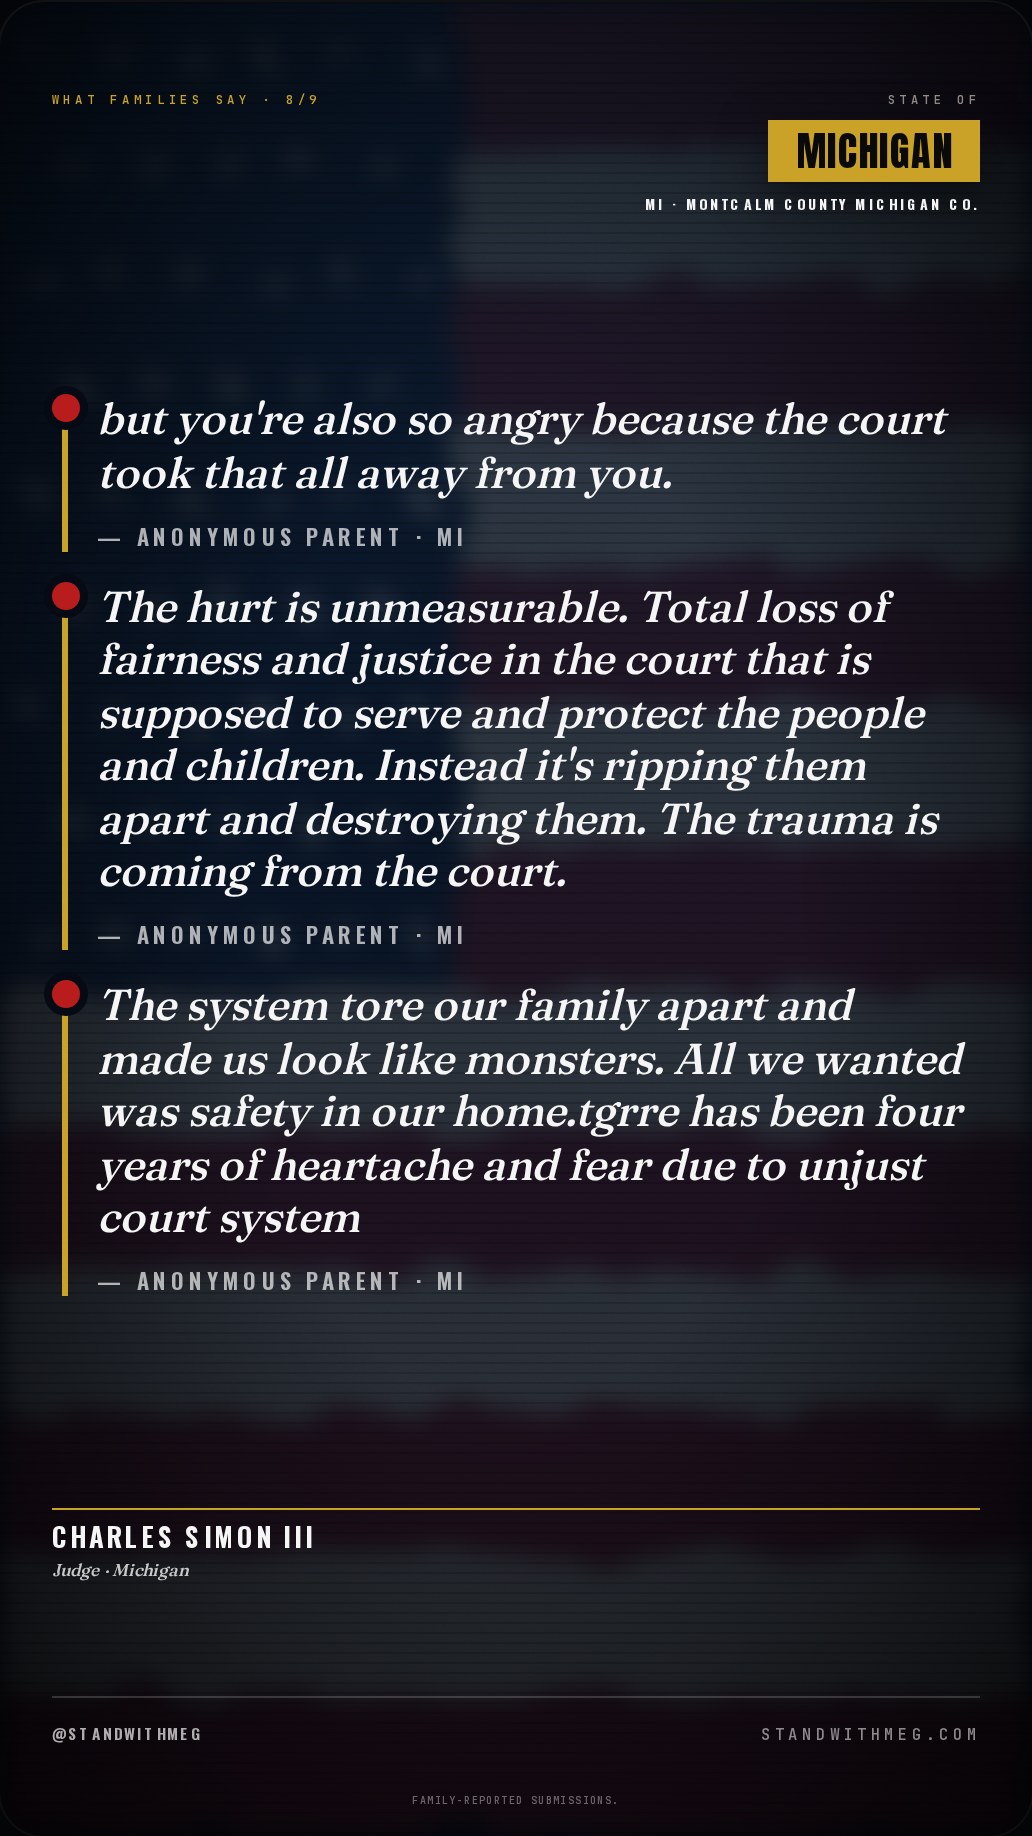 WHAT FAMILIES SAY · 8/9
STATE OF
MICHIGAN
MI · MONTCALM COUNTY MICHIGAN CO.
but you're also so angry because the court
took that all away from you.
— ANONYMOUS PARENT · MI
The hurt is unmeasurable. Total loss of
fairness and justice in the court that is
supposed to serve and protect the people
and children. Instead it's ripping them
apart and destroying them. The trauma is
coming from the court.
— ANONYMOUS PARENT · MI
The system tore our family apart and
made us look like monsters. All we wanted
was safety in our home.tgrre has been four
years of heartache and fear due to unjust
court system
— ANONYMOUS PARENT · MI
CHARLES SIMON III
Judge · Michigan
@STANDWITHMEG
STANDWITHMEG.COM
FAMILY-REPORTED SUBMISSIONS.